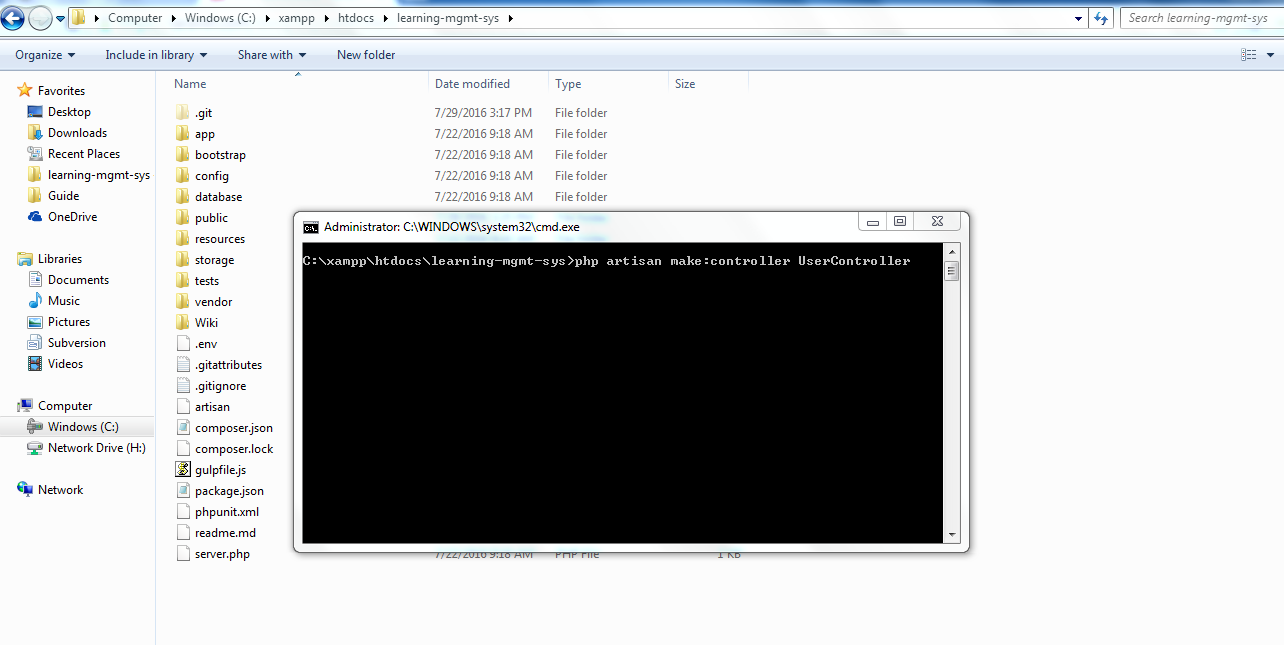 Computer Windows (C:) xampp htdocs learning-mgmt-sys Search learning-mgmt-sys
Organize Include in library Share with New folder
Name Date modified Type Size
Favorites
Desktop
Downloads
Recent Places
learning-mgmt-sys
Guide
OneDrive
Libraries
Documents
Music
Pictures
Subversion
Videos
Computer
Windows (C:)
Network Drive (H:)
Network
.git 7/29/2016 3:17 PM File folder
app 7/22/2016 9:18 AM File folder
bootstrap 7/22/2016 9:18 AM File folder
config 7/22/2016 9:18 AM File folder
database 7/22/2016 9:18 AM File folder
public
resources
storage
tests
vendor
Wiki
.env
.gitattributes
.gitignore
artisan
composer.json
composer.lock
gulpfile.js
package.json
phpunit.xml
readme.md
server.php 7/22/2016 9:18 AM PHP File 1 KB
C:\. Administrator: C:\WINDOWS\system32\cmd.exe
C:\xampp\htdocs\learning-mgmt-sys>php artisan make:controller UserController